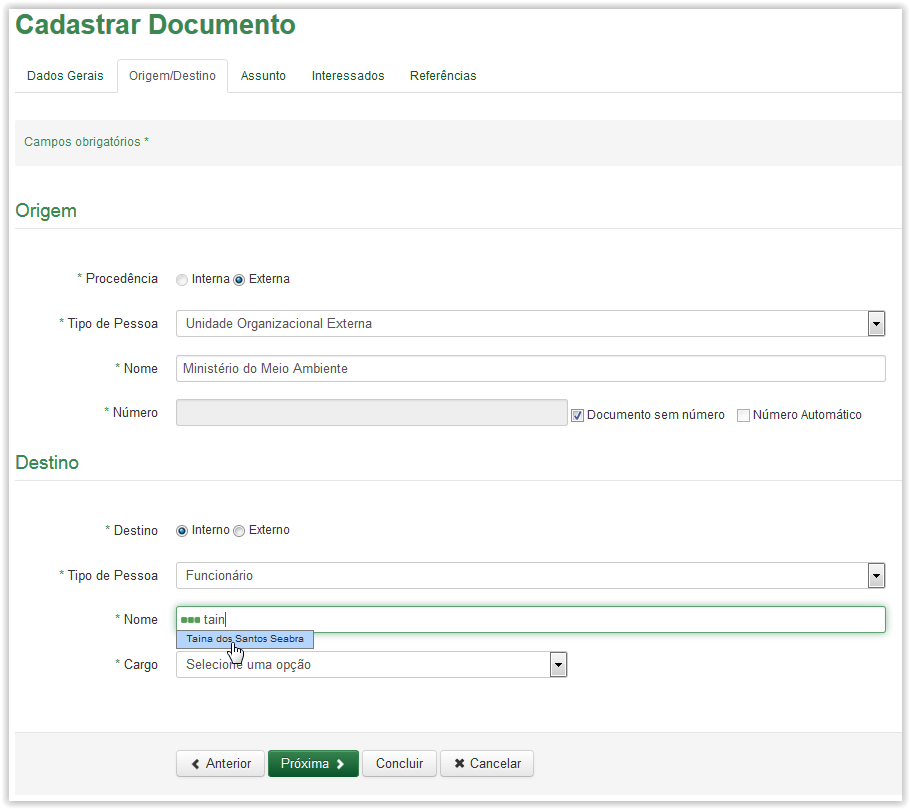 Cadastrar Documento
Dados Gerais Origem/Destino Assunto Interessados Referências
Campos obrigatórios *
Origem
* Procedência Interna Externa
* Tipo de Pessoa Unidade Organizacional Externa
* Nome Ministério do Meio Ambiente
* Número Documento sem número Número Automático
Destino
* Destino Interno Externo
* Tipo de Pessoa Funcionário
* Nome tain
Taina dos Santos Seabra
* Cargo Selecione uma opção
Anterior Próxima Concluir Cancelar